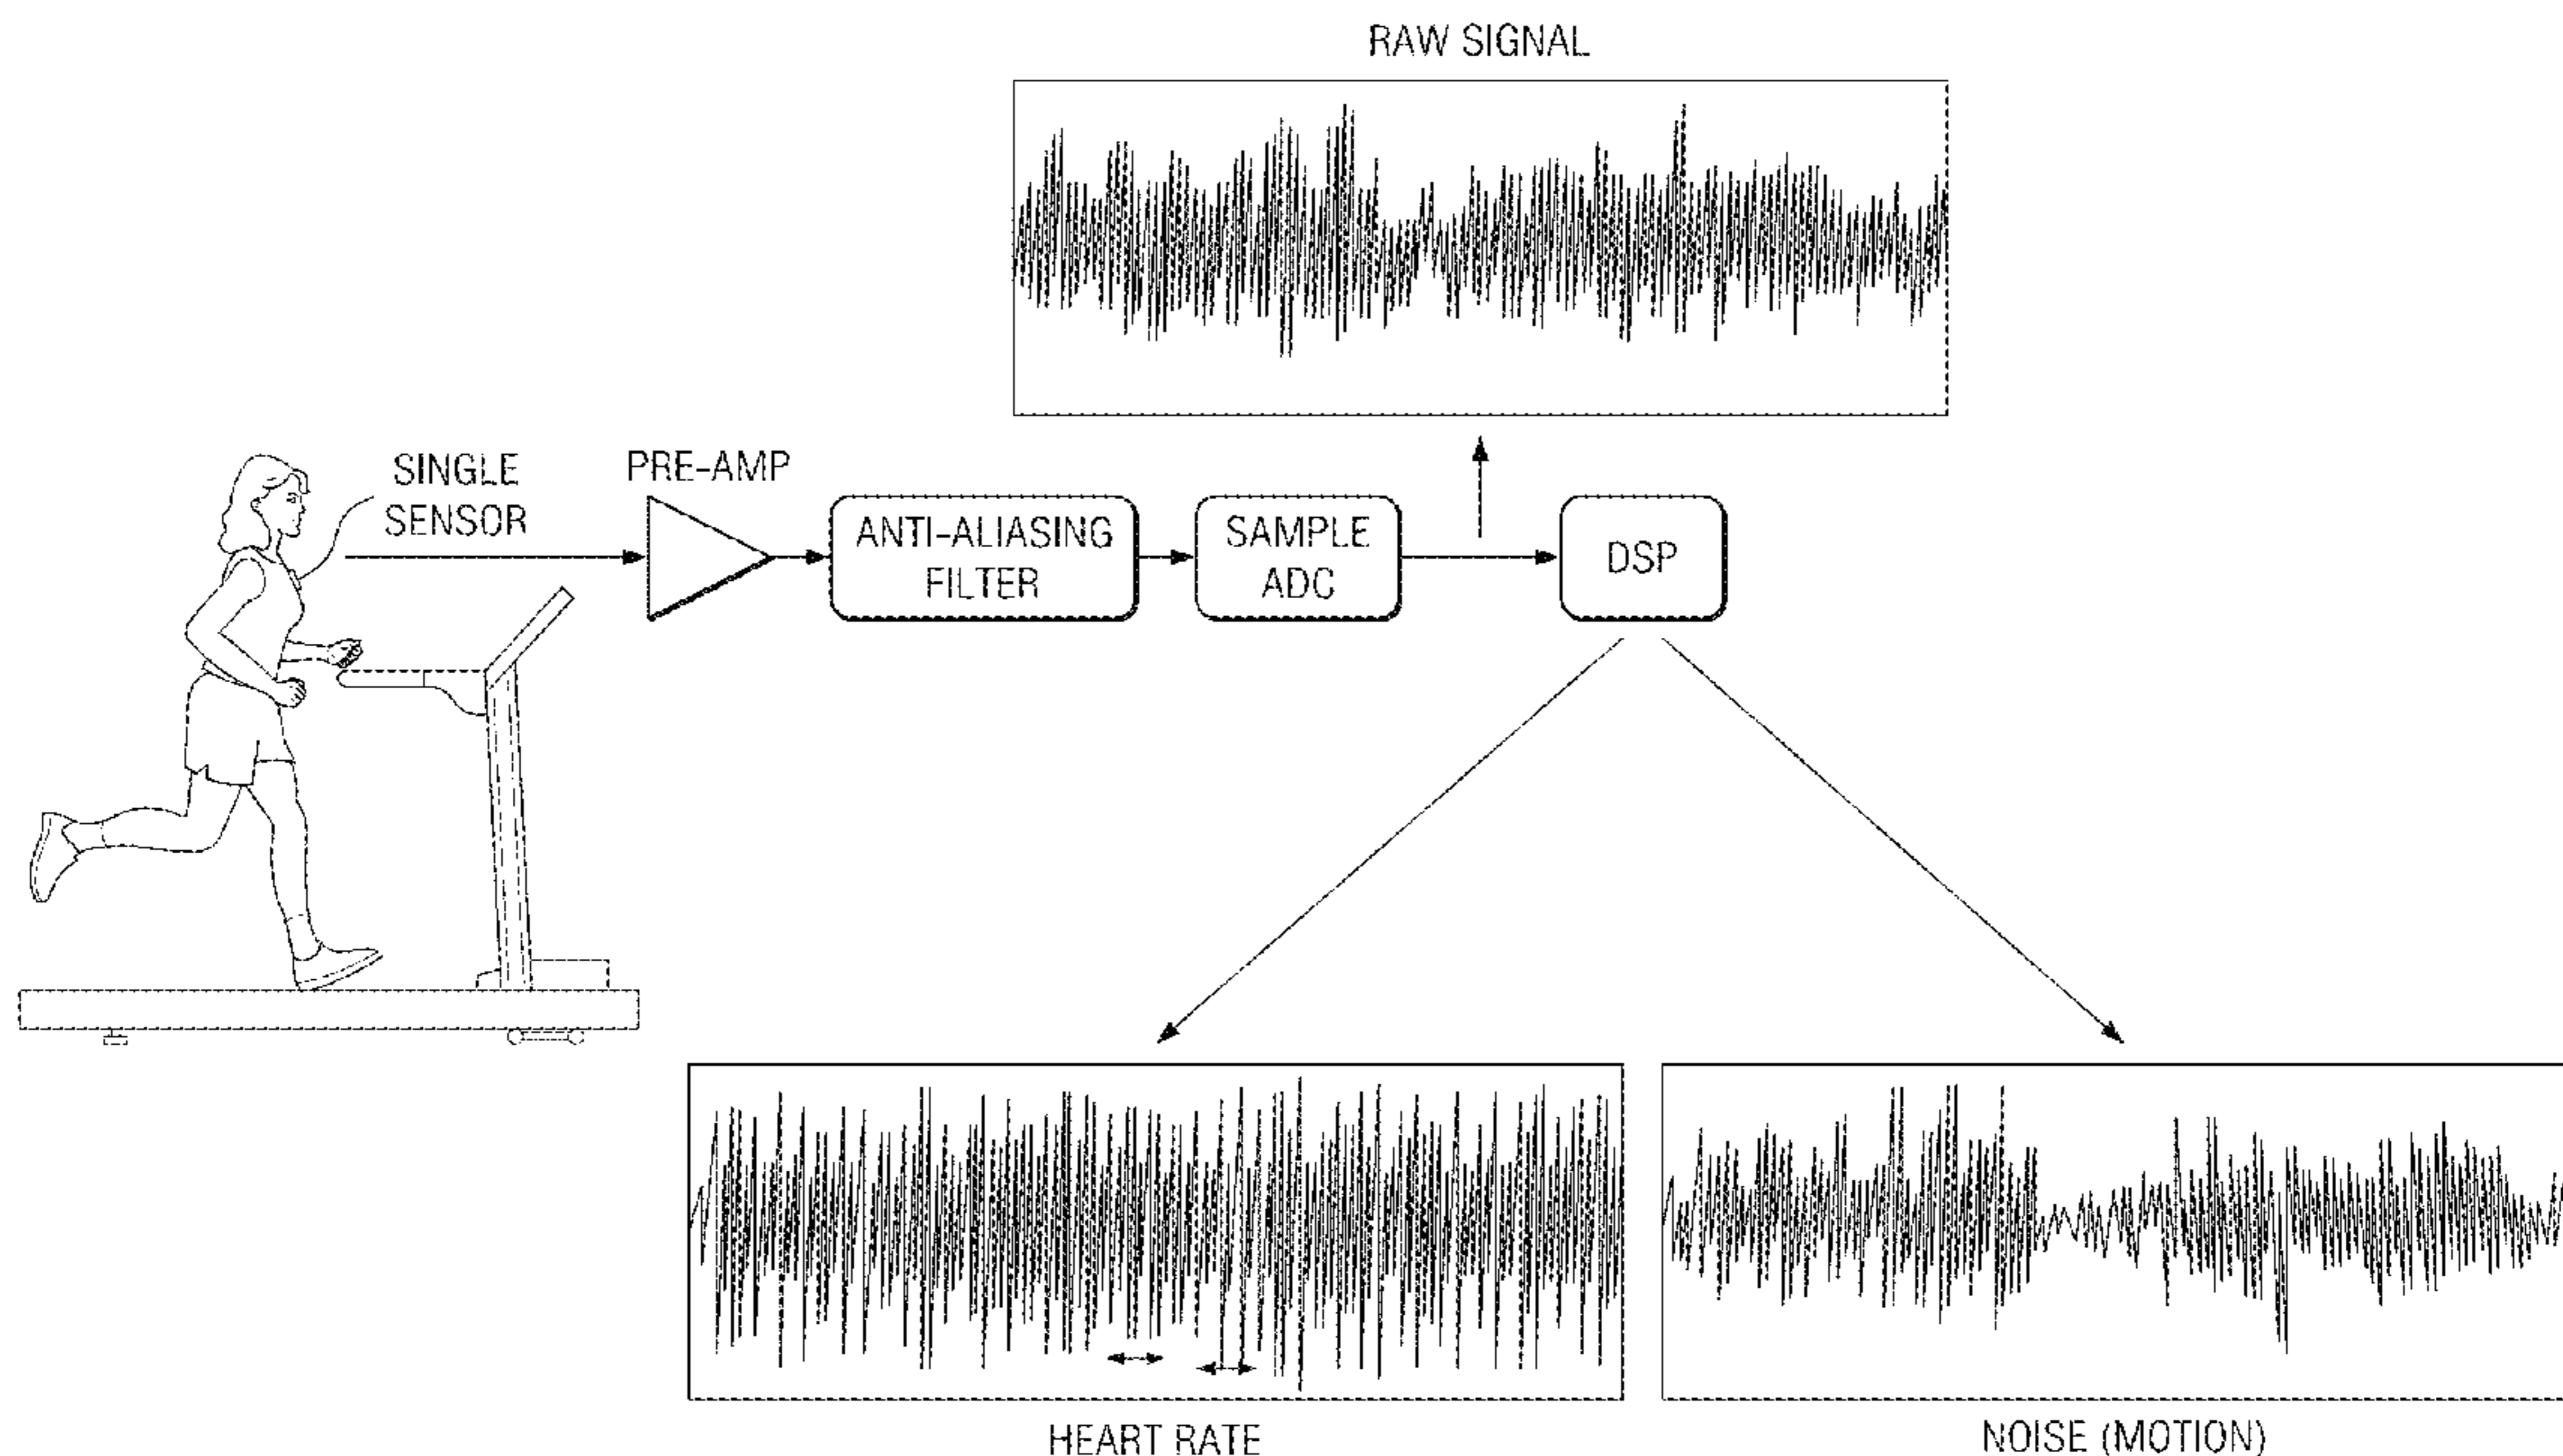 RAW SIGNAL
SINGLE
SENSOR
PRE-AMP
ANTI-ALIASING
FILTER
SAMPLE
ADC
DSP
HEART RATE
NOISE (MOTION)